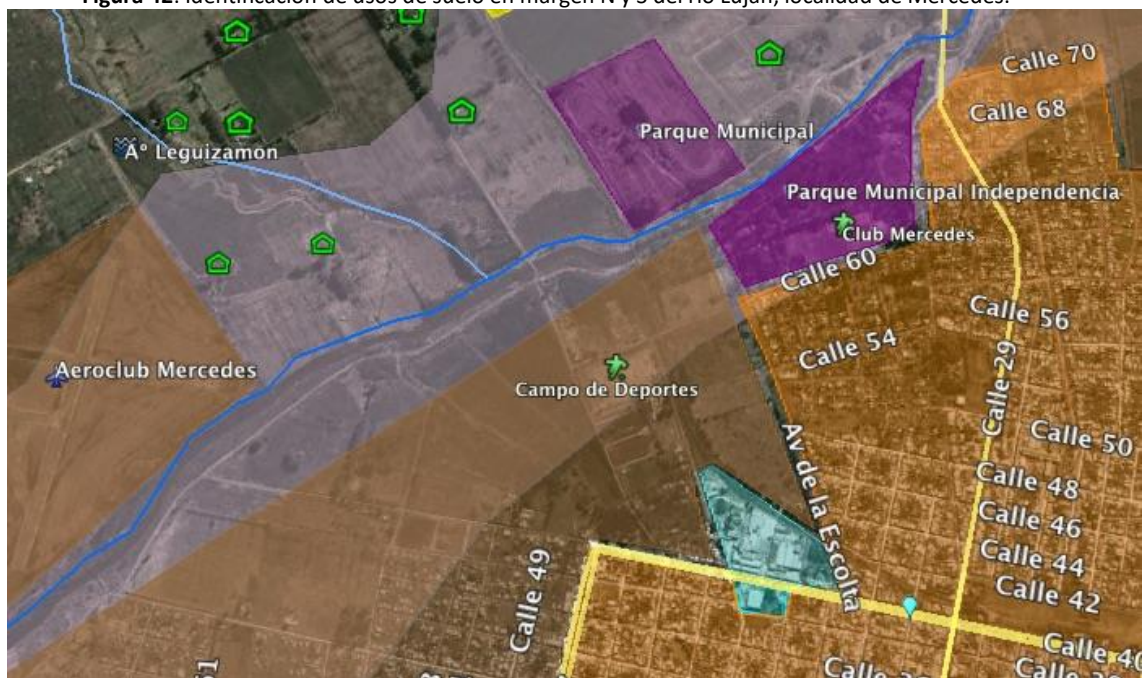 Figura 42: Identificación de usos de suelo en margen N y S del río Luján, localidad de Mercedes.
Calle 70
Calle 68
Parque Municipal
Äº Leguizamon
Parque Municipal Independencia
Club Mercedes
Calle 60
Calle 56
Calle 54
Aeroclub Mercedes
Campo de Deportes
Calle 29
Calle 50
Av de la Escolta
Calle 48
Calle 46
Calle 44
Calle 49
Calle 42
Calle 40